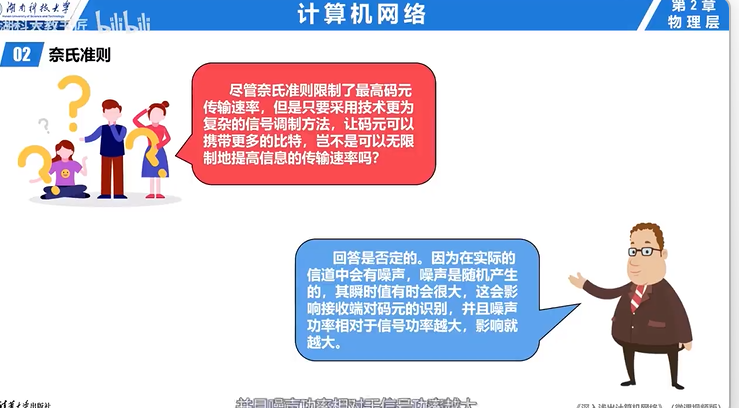 湖南科技大学
计算机网络
第2章
物理层
bilibili
02 奈氏准则
尽管奈氏准则限制了最高码元
传输速率，但是只要采用技术更为
复杂的信号调制方法，让码元可以
携带更多的比特，岂不是可以无限
制地提高信息的传输速率吗？
回答是否定的。因为在实际的
信道中会有噪声，噪声是随机产生
的，其瞬时值有时会很大，这会影
响接收端对码元的识别，并且噪声
功率相对于信号功率越大，影响就
越大。
清华大学出版社
并且噪声功率相对于信号功率越大
《深入浅出计算机网络》（微课视频版）